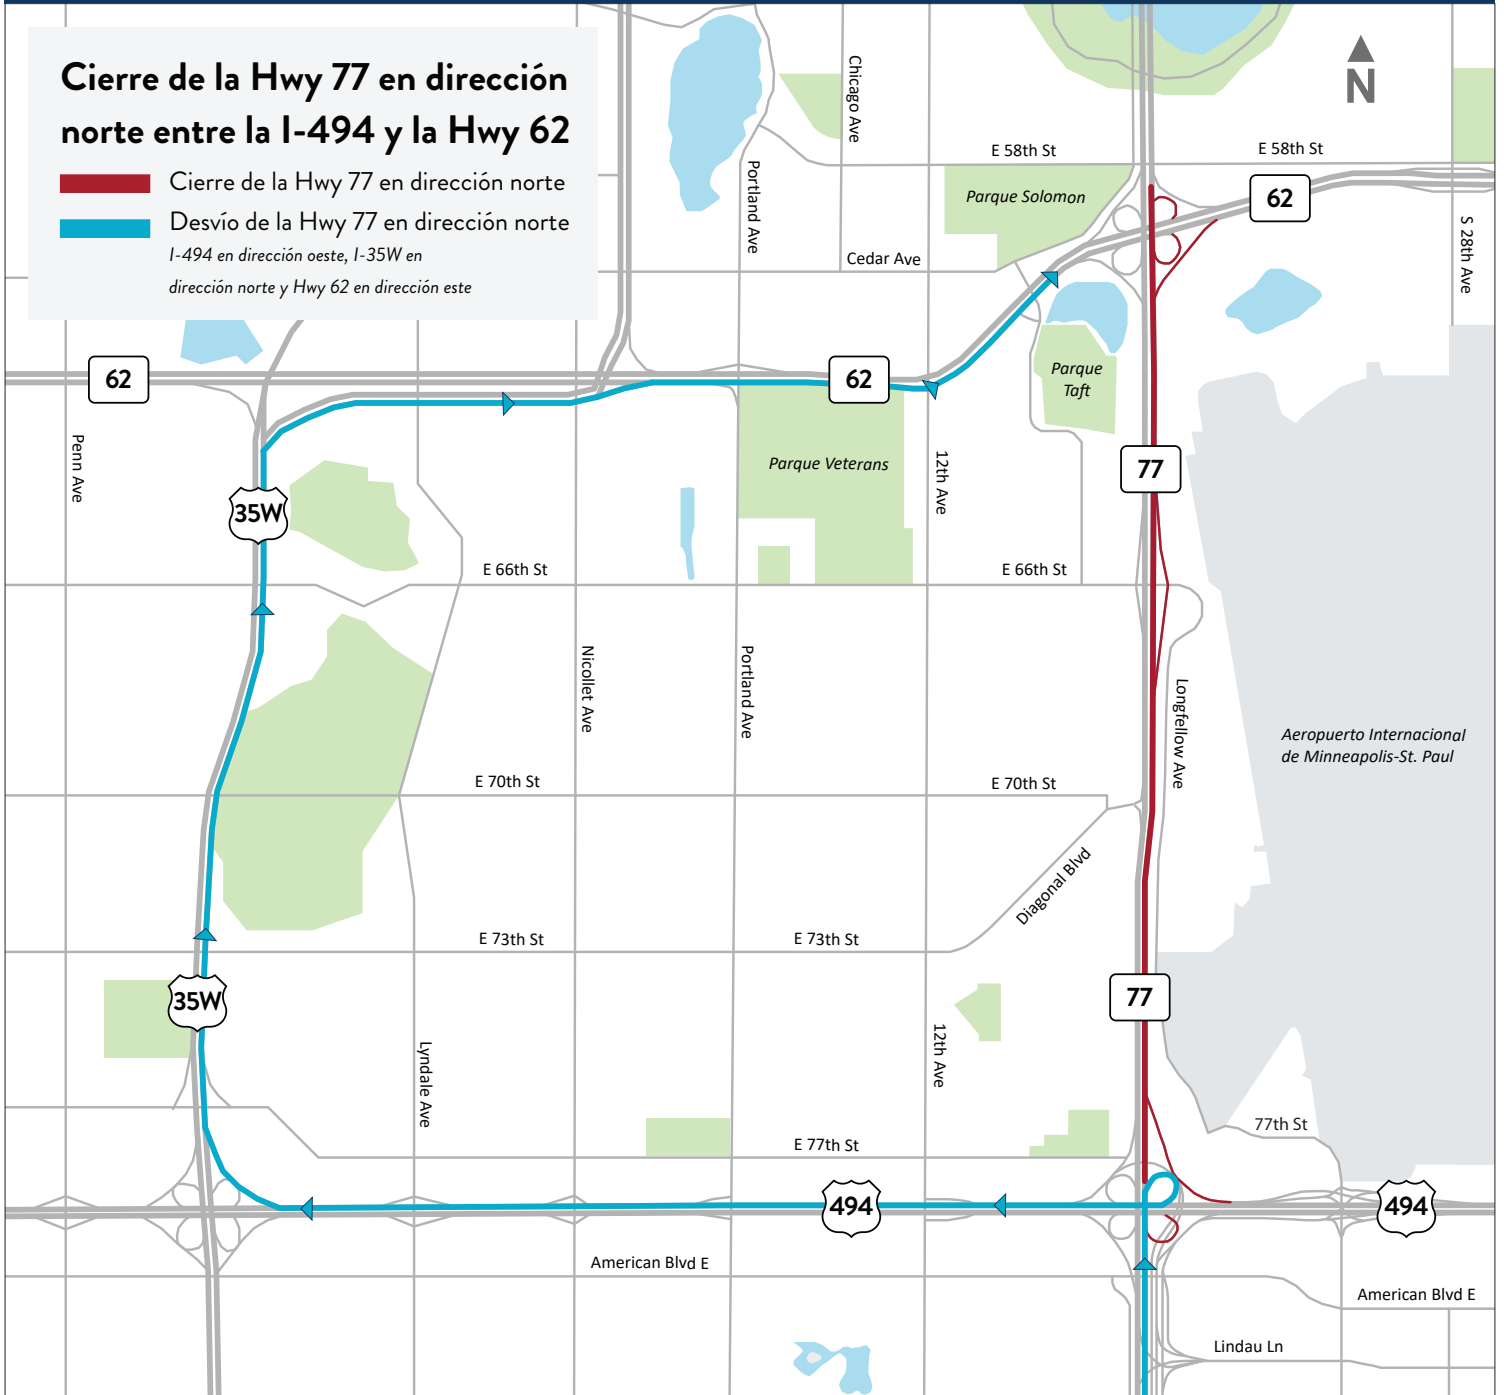 Cierre de la Hwy 77 en dirección
norte entre la I-494 y la Hwy 62
Cierre de la Hwy 77 en dirección norte
Desvío de la Hwy 77 en dirección norte
I-494 en dirección oeste, I-35W en
dirección norte y Hwy 62 en dirección este
N
Chicago Ave
E 58th St
E 58th St
Portland Ave
Parque Solomon
62
S 28th Ave
Cedar Ave
62
62
Parque
Taft
Penn Ave
Parque Veterans
12th Ave
77
35W
E 66th St
E 66th St
Nicollet Ave
Portland Ave
Longfellow Ave
Aeropuerto Internacional
de Minneapolis-St. Paul
E 70th St
E 70th St
Diagonal Blvd
E 73th St
E 73th St
35W
77
Lyndale Ave
12th Ave
E 77th St
77th St
494
494
American Blvd E
American Blvd E
Lindau Ln